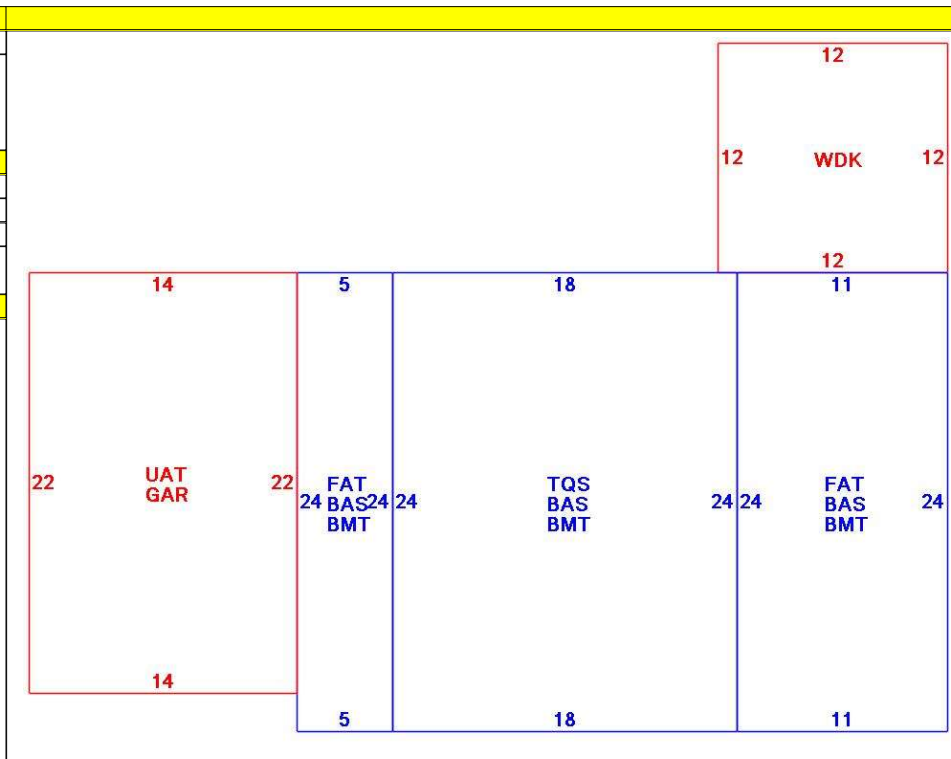 12
12 WDK 12
12
14 5 18 11
UAT
GAR
22 22
FAT
BAS
BMT
24 24
TQS
BAS
BMT
24 24
FAT
BAS
BMT
24 24
14
5 18 11